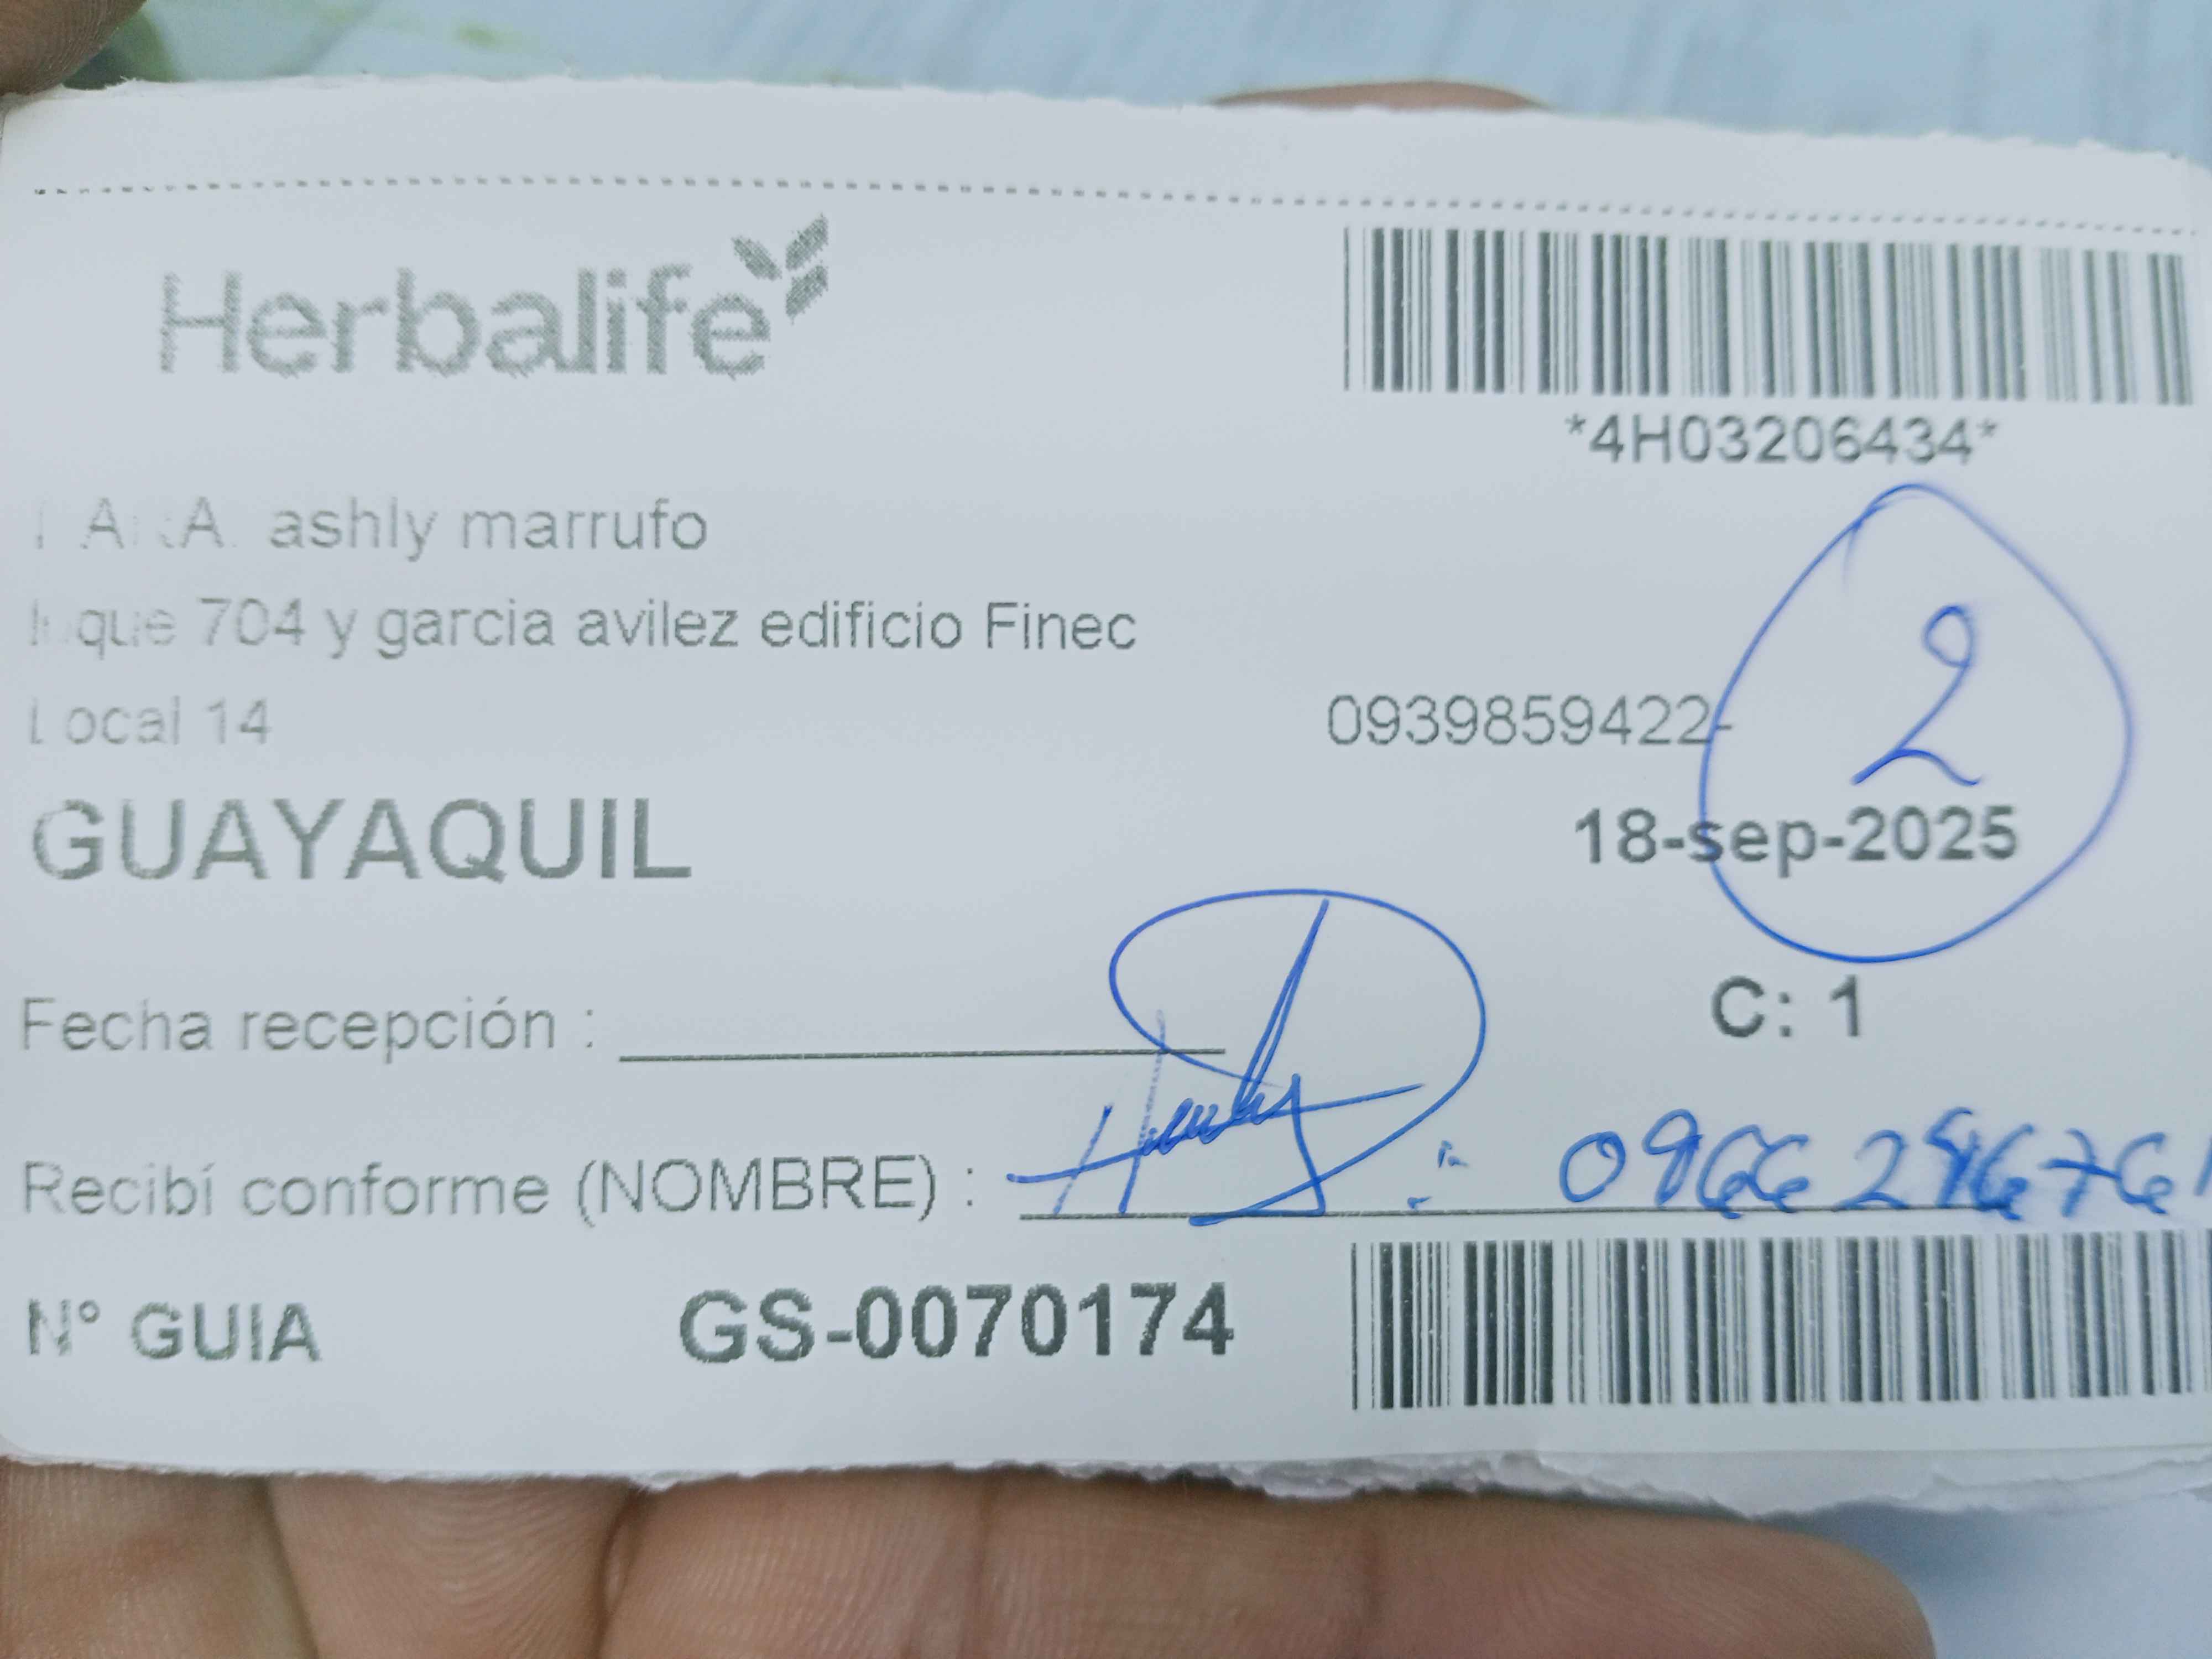 Herbalife
*4H03206434*
ashly marrufo
704 y garcia avilez edificio Finec
Local 14
0939859422-
2
GUAYAQUIL
18-sep-2025
C: 1
Fecha recepción :
Recibí conforme (NOMBRE) :
N° GUIA GS-0070174